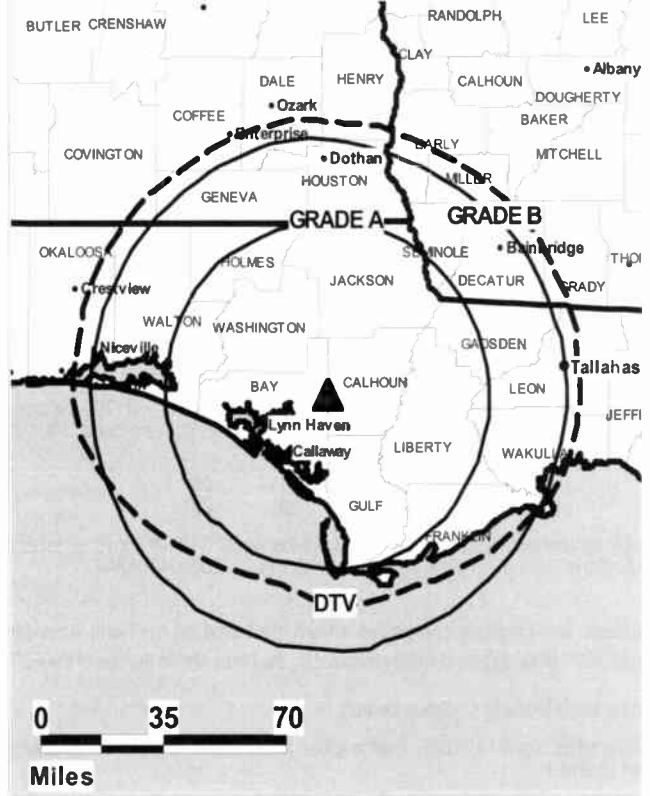 RANDOLPH
LEE
BUTLER CRENSHAW
CLAY
Albany
DALE
HENRY
CALHOUN
DOUGHERTY
Ozark
COFFEE
BAKER
Enterprise
EARLY
COVINGTON
Dothan
MITCHELL
HOUSTON
MILLER
GENEVA
GRADE A
GRADE B
OKALOOSA
SEMINOLE
Bainbridge
HOLMES
JACKSON
DECATUR
GRADY
Crestview
WALTON
WASHINGTON
Niceville
GADSDEN
Tallahas
BAY
CALHOUN
LEON
Lynn Haven
JEFF
LIBERTY
WAKULLA
Callaway
GULF
FRANKLIN
DTV
0 35 70
Miles